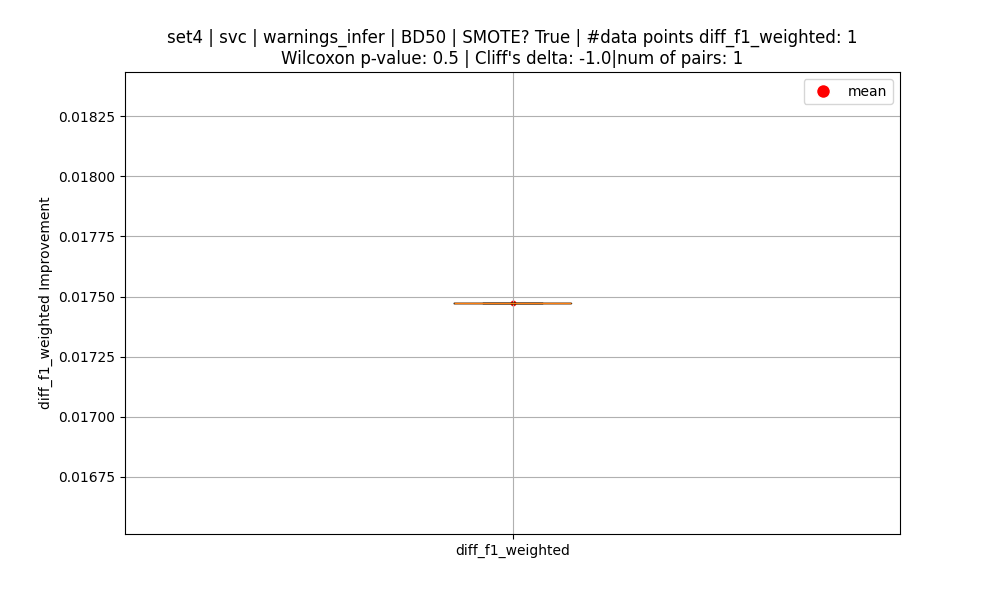 set4 | svc | warnings_infer | BD50 | SMOTE? True | #data points diff_f1_weighted: 1
Wilcoxon p-value: 0.5 | Cliff's delta: -1.0|num of pairs: 1
mean
0.01825
0.01800
0.01775
0.01750
0.01725
0.01700
0.01675
diff_f1_weighted Improvement
diff_f1_weighted